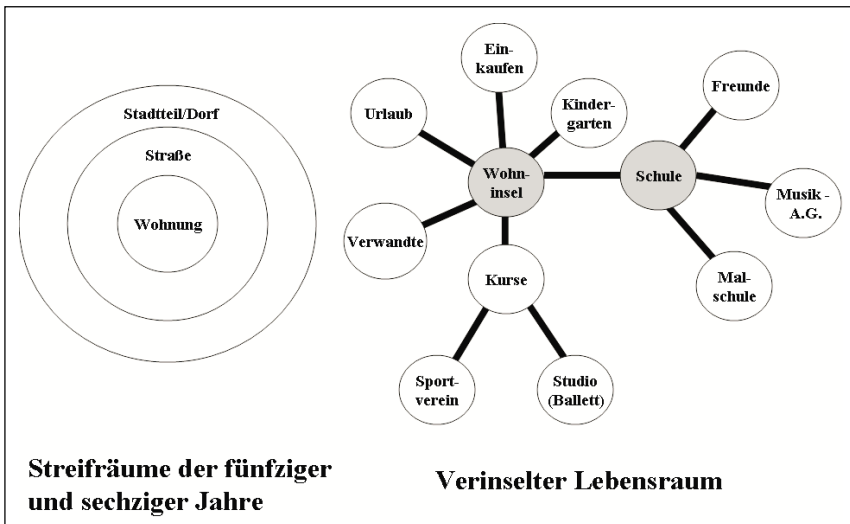 Stadtteil/Dorf
Straße
Wohnung
Streifräume der fünfziger
und sechziger Jahre
Ein-
kaufen
Urlaub
Kinder-
garten
Freunde
Wohn-
insel
Schule
Musik -
A.G.
Verwandte
Kurse
Mal-
schule
Sport-
verein
Studio
(Ballett)
Verinselter Lebensraum